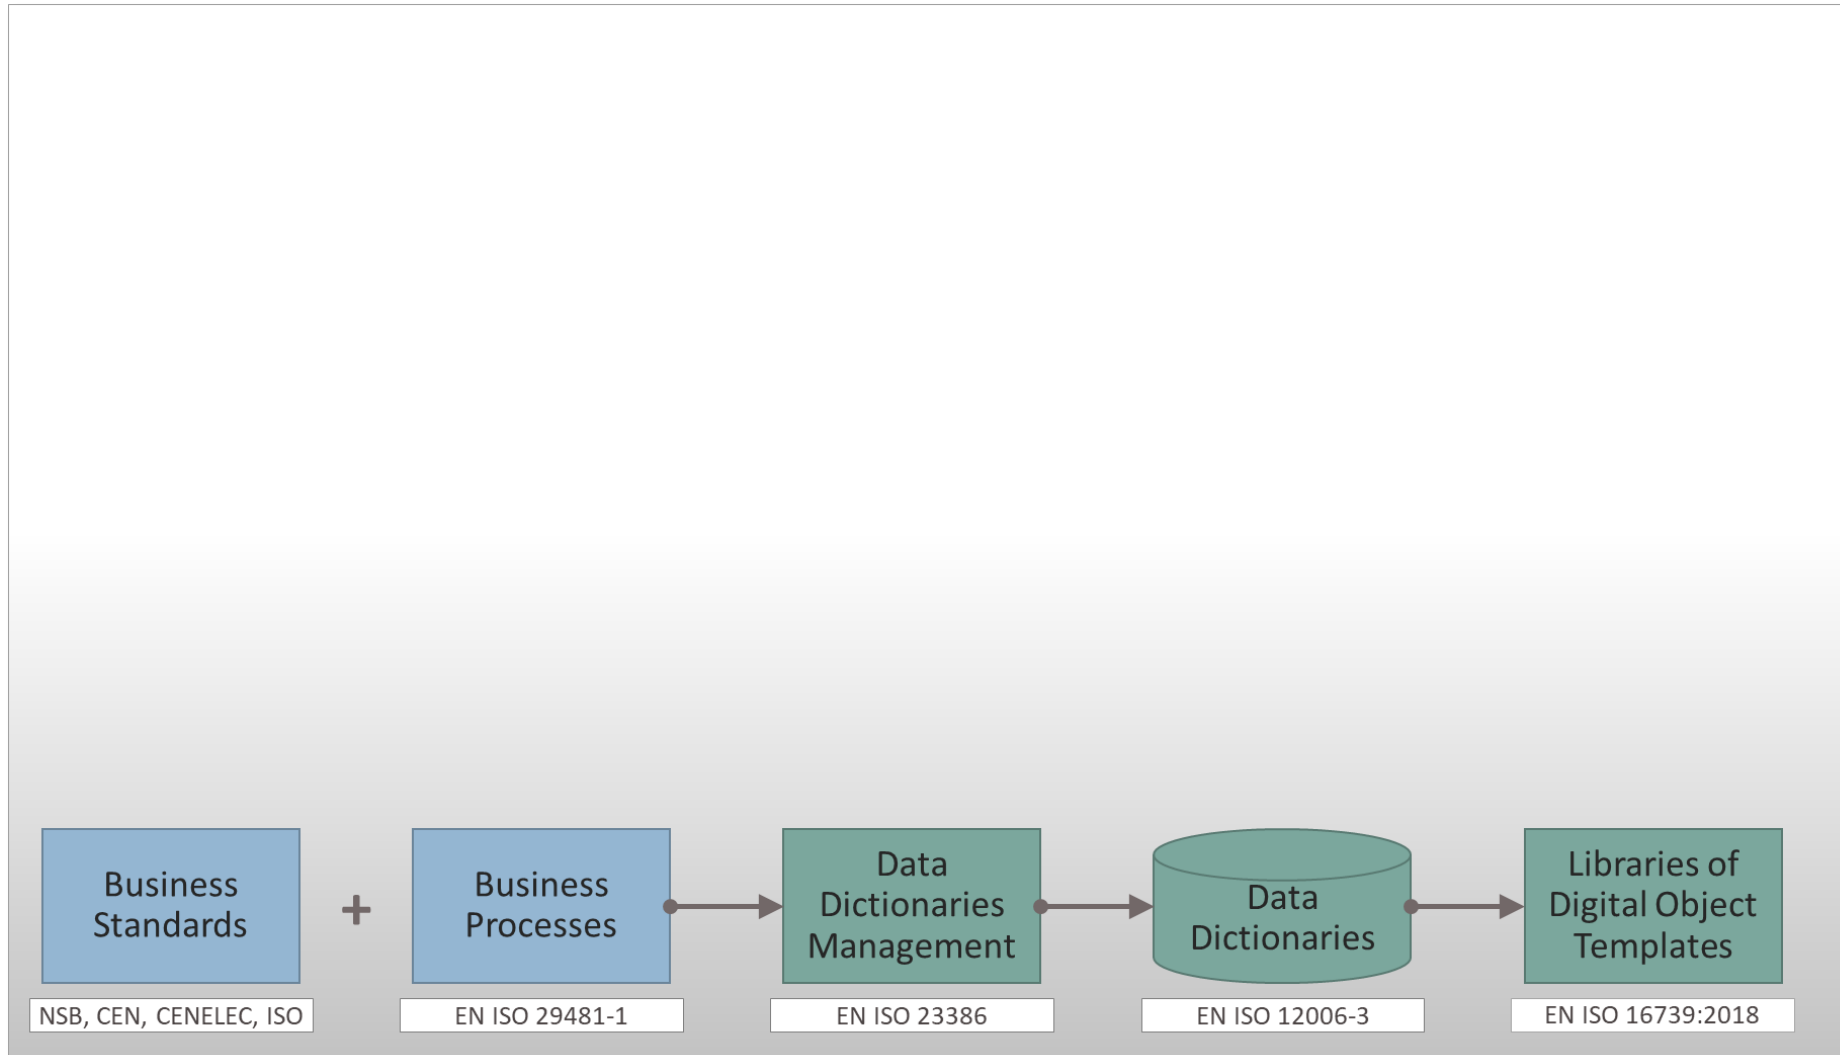 Business
Standards
+
Business
Processes
Data
Dictionaries
Management
Data
Dictionaries
Libraries of
Digital Object
Templates
NSB, CEN, CENELEC, ISO
EN ISO 29481-1
EN ISO 23386
EN ISO 12006-3
EN ISO 16739:2018